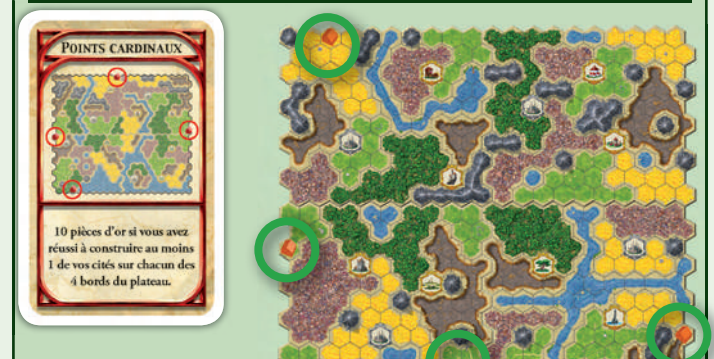 POINTS CARDINAUX
10 pièces d'or si vous avez
réussi à construire au moins
1 de vos cités sur chacun des
4 bords du plateau.